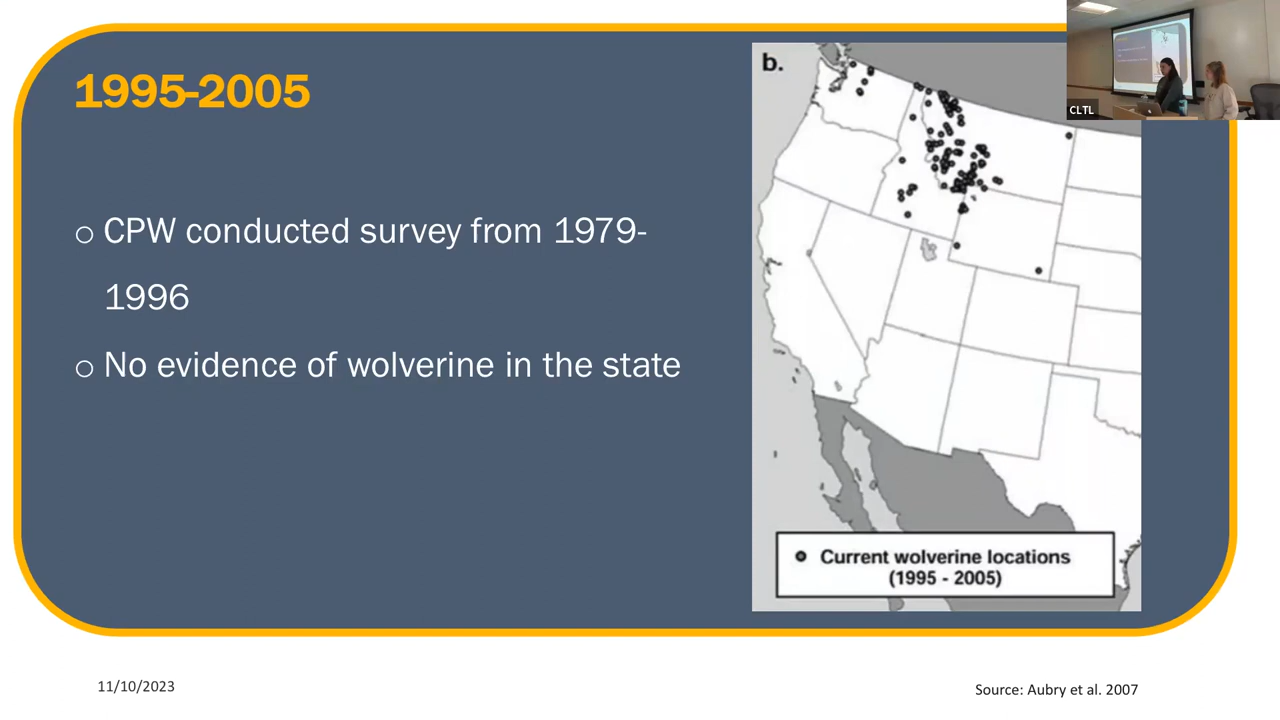 1995-2005
o CPW conducted survey from 1979-
1996
o No evidence of wolverine in the state
b.
Current wolverine locations
(1995 - 2005)
CLTL
11/10/2023
Source: Aubry et al. 2007